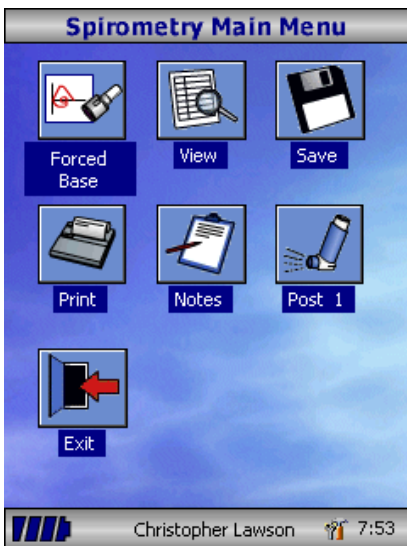 Spirometry Main Menu
Forced
Base
View
Save
Print
Notes
Post 1
Exit
Christopher Lawson
7:53